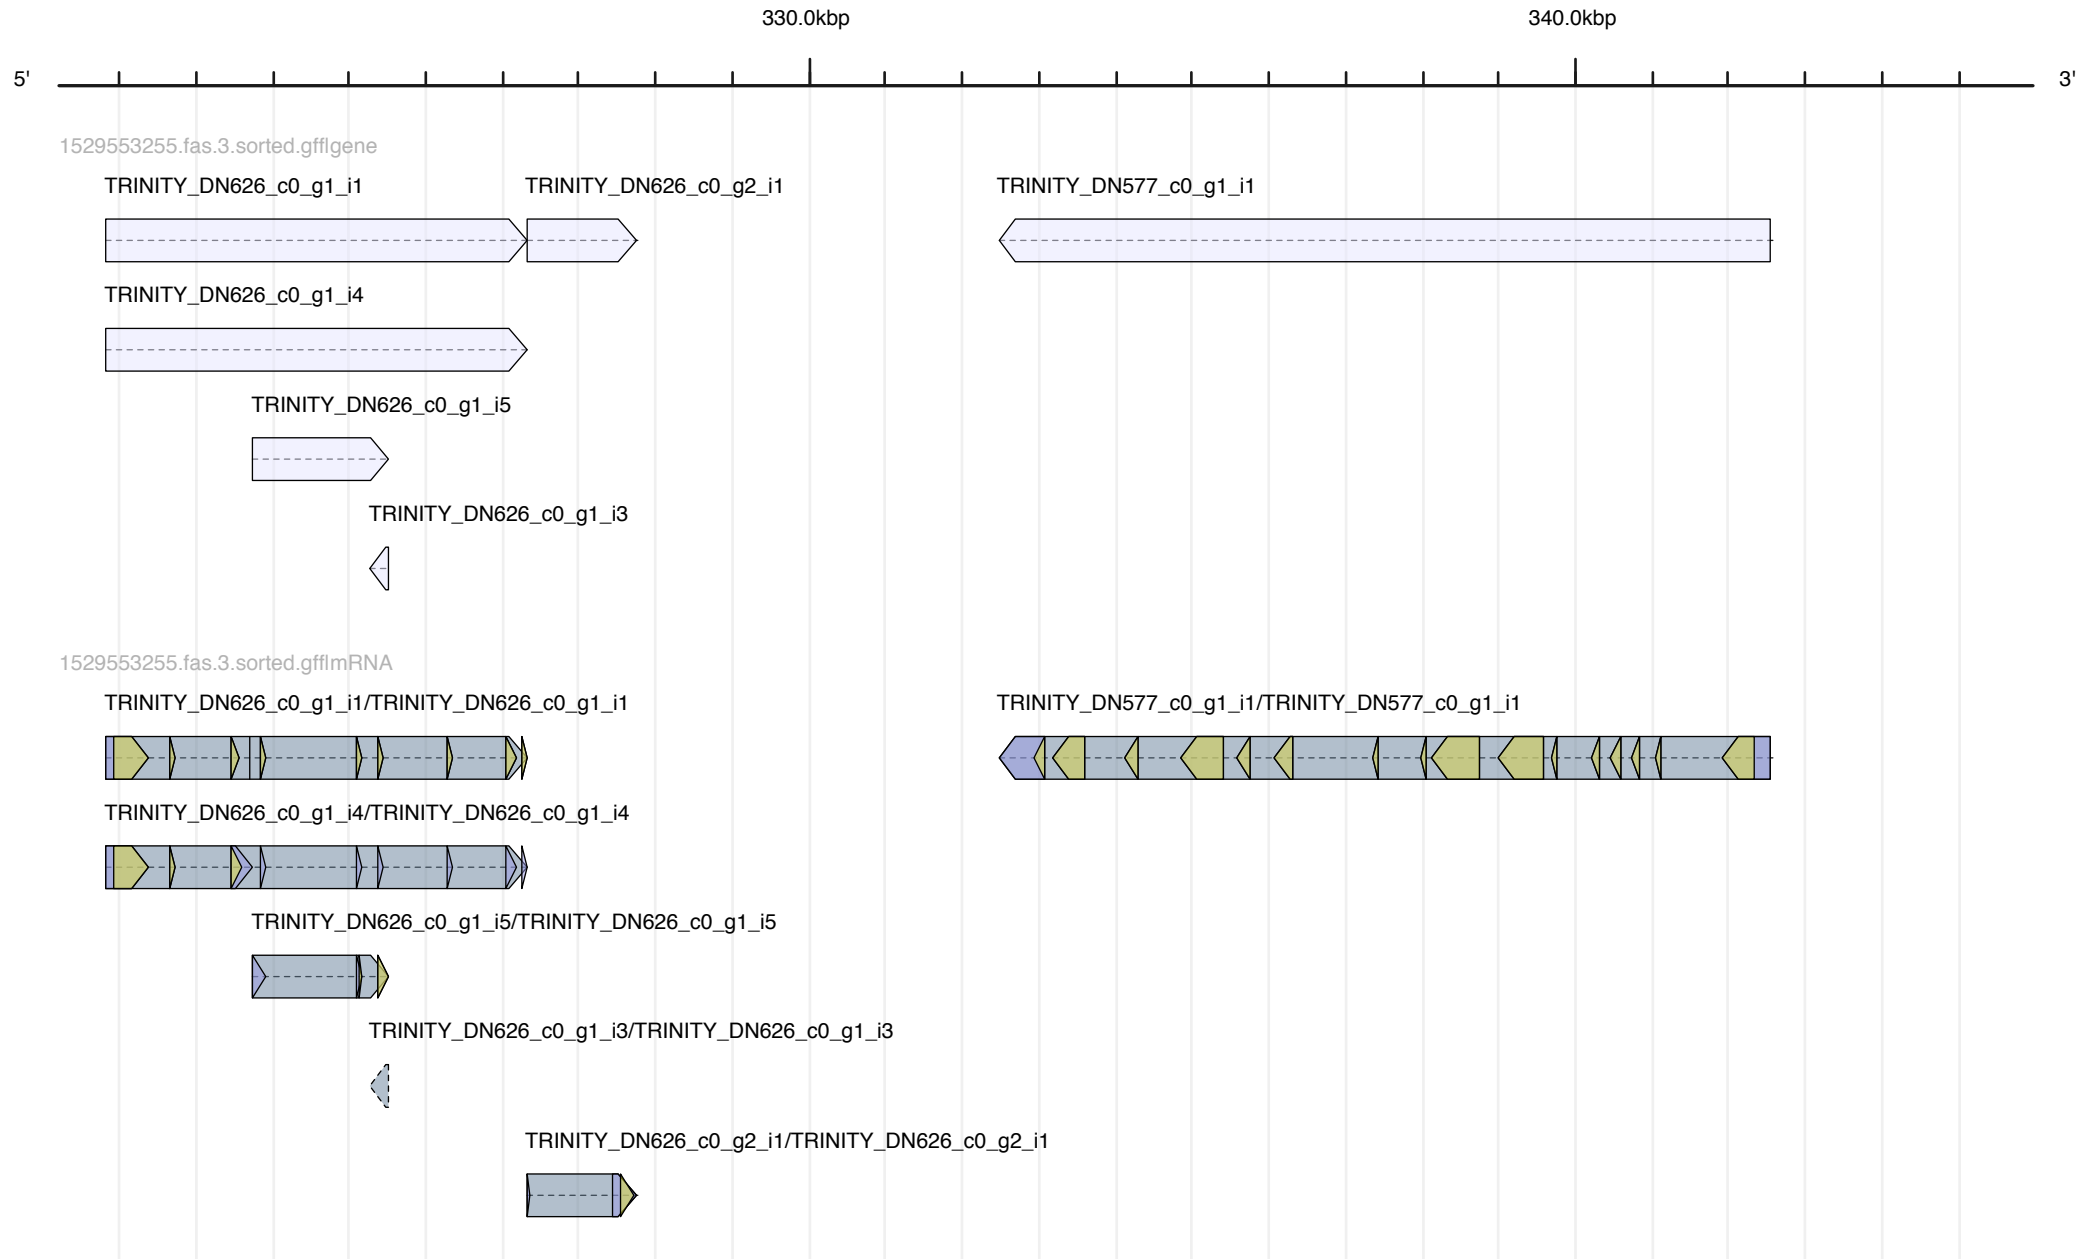 330.0kbp 340.0kbp
5' 3'
1529553255.fas.3.sorted.gff|gene
TRINITY_DN626_c0_g1_i1 TRINITY_DN626_c0_g2_i1 TRINITY_DN577_c0_g1_i1
TRINITY_DN626_c0_g1_i4
TRINITY_DN626_c0_g1_i5
TRINITY_DN626_c0_g1_i3
1529553255.fas.3.sorted.gff|mRNA
TRINITY_DN626_c0_g1_i1/TRINITY_DN626_c0_g1_i1 TRINITY_DN577_c0_g1_i1/TRINITY_DN577_c0_g1_i1
TRINITY_DN626_c0_g1_i4/TRINITY_DN626_c0_g1_i4
TRINITY_DN626_c0_g1_i5/TRINITY_DN626_c0_g1_i5
TRINITY_DN626_c0_g1_i3/TRINITY_DN626_c0_g1_i3
TRINITY_DN626_c0_g2_i1/TRINITY_DN626_c0_g2_i1